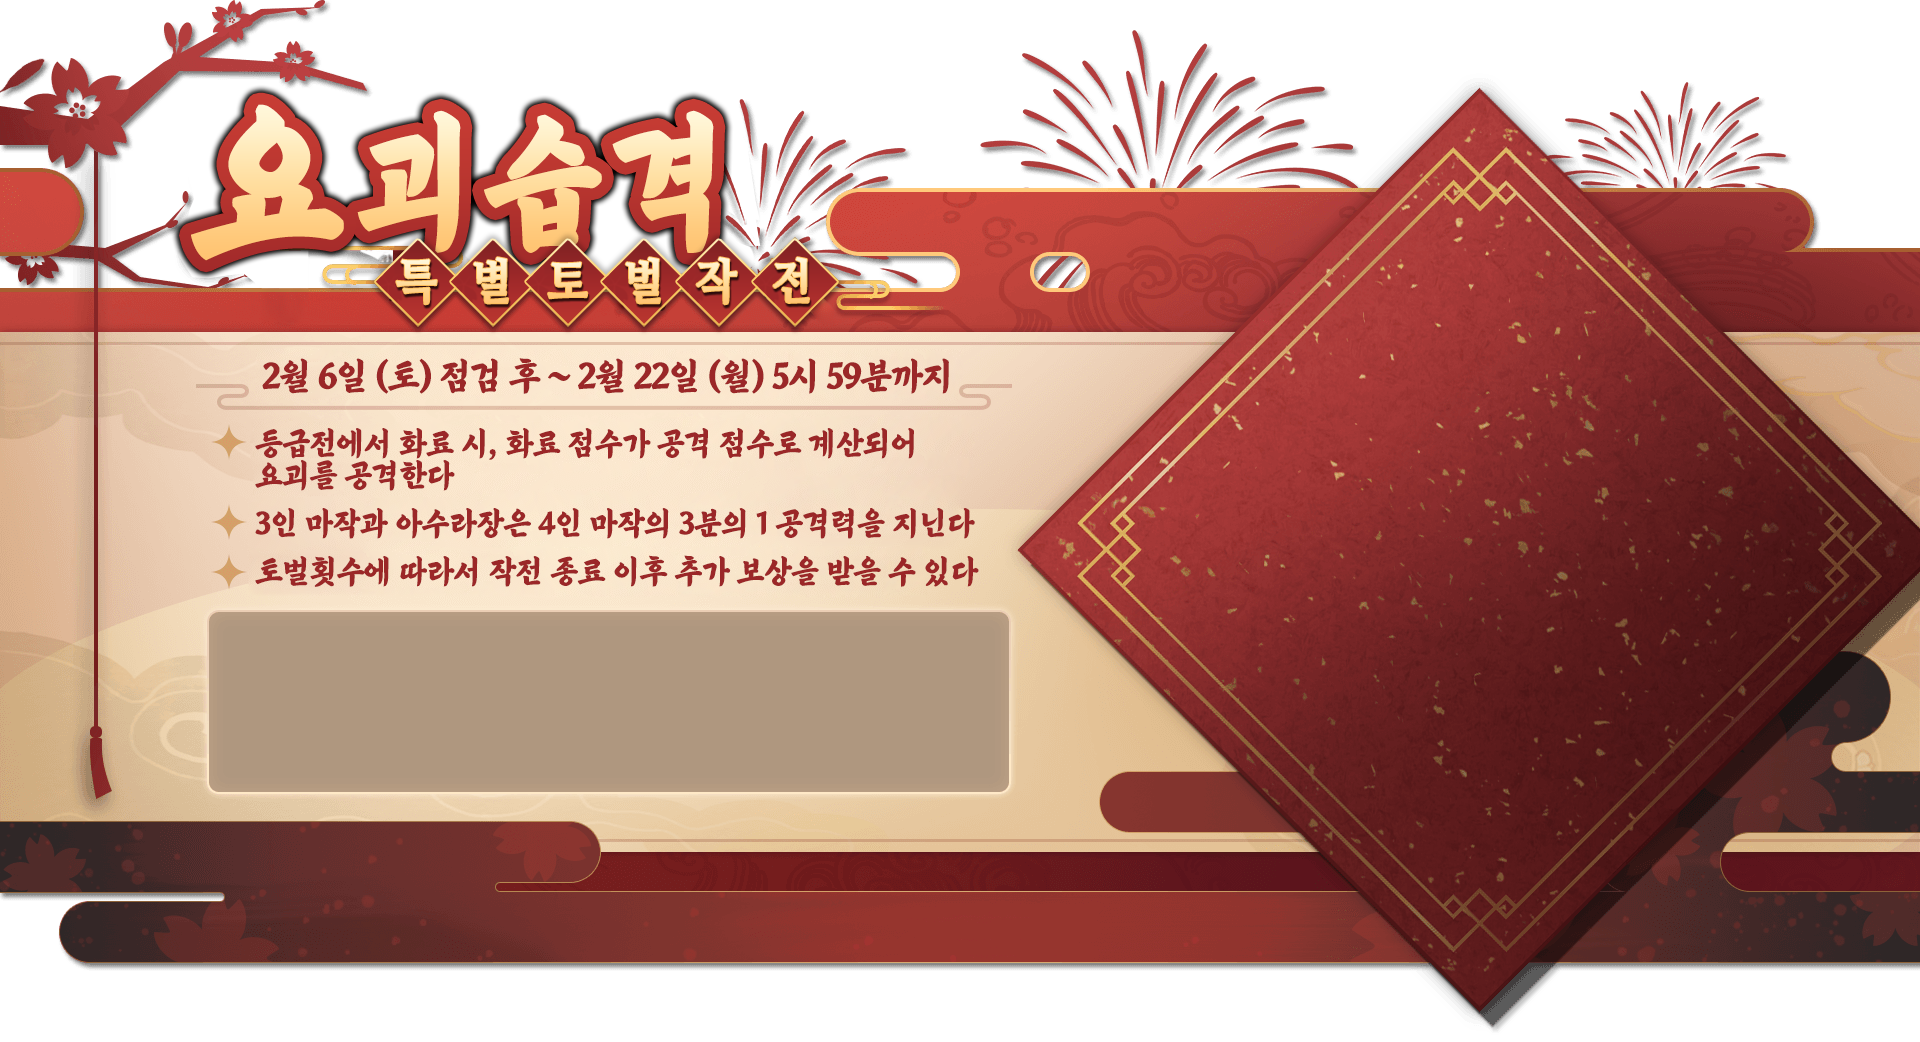 요괴습격
특별토벌작전
2월 6일 (토) 점검 후 ~ 2월 22일 (월) 5시 59분까지
등급전에서 화료 시, 화료 점수가 공격 점수로 계산되어
요괴를 공격한다
3인 마작과 아수라장은 4인 마작의 3분의 1 공격력을 지닌다
토벌횟수에 따라서 작전 종료 이후 추가 보상을 받을 수 있다